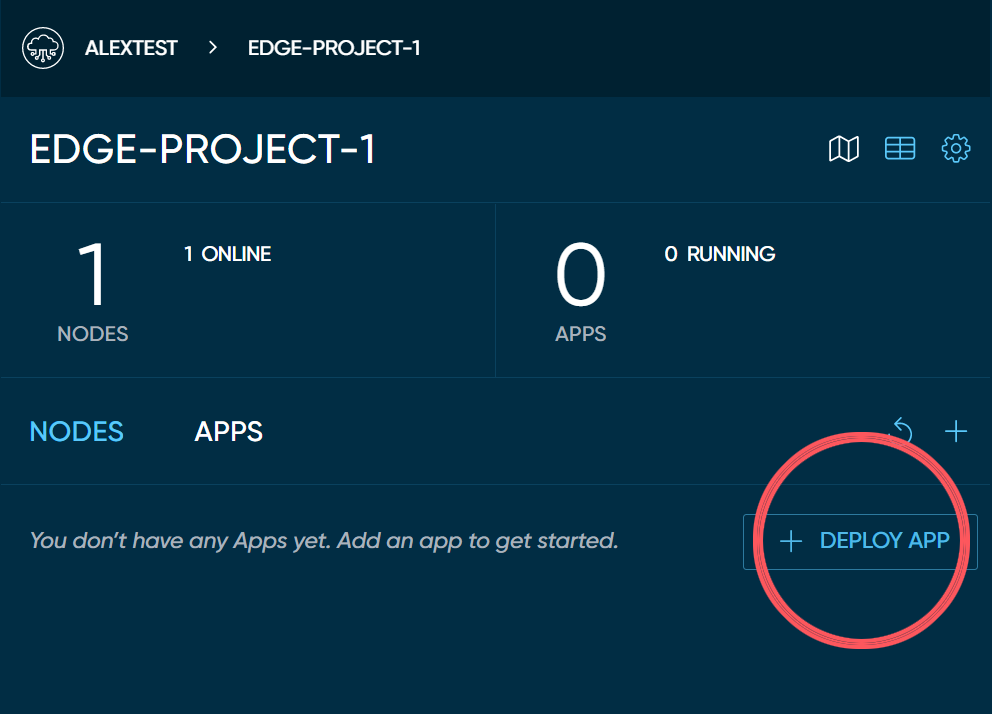 ALEXTEST > EDGE-PROJECT-1
EDGE-PROJECT-1
1 1 ONLINE
NODES
0 0 RUNNING
APPS
NODES APPS
You don’t have any Apps yet. Add an app to get started.
+ DEPLOY APP